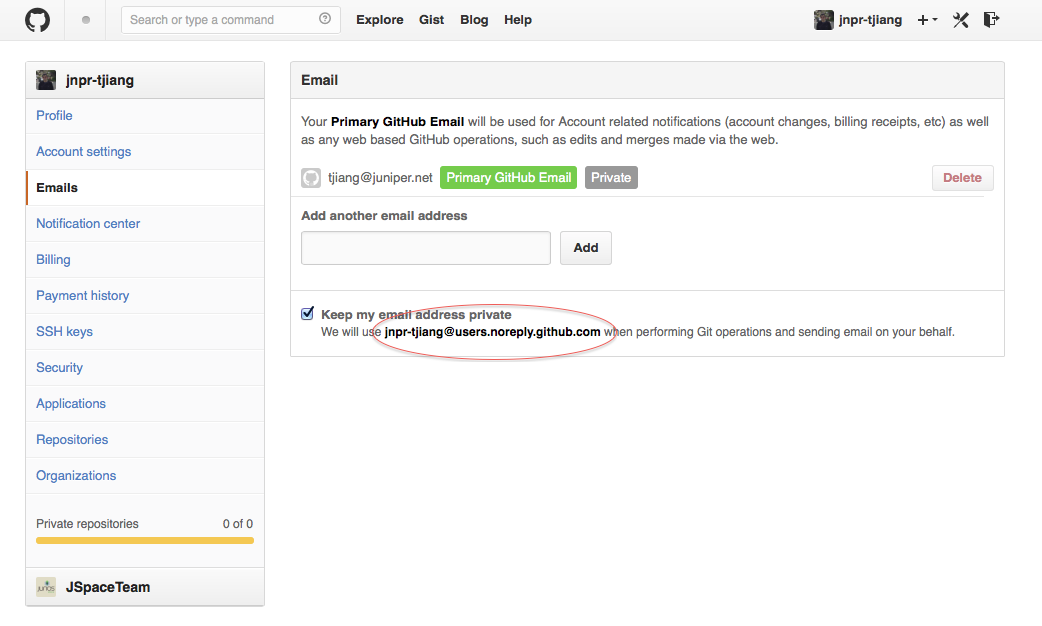 Search or type a command
Explore Gist Blog Help
jnpr-tjiang
jnpr-tjiang
Profile
Account settings
Emails
Notification center
Billing
Payment history
SSH keys
Security
Applications
Repositories
Organizations
Private repositories 0 of 0
JSpaceTeam
Email
Your Primary GitHub Email will be used for Account related notifications (account changes, billing receipts, etc) as well
as any web based GitHub operations, such as edits and merges made via the web.
tjiang@juniper.net Primary GitHub Email Private Delete
Add another email address
Add
Keep my email address private
We will use jnpr-tjiang@users.noreply.github.com when performing Git operations and sending email on your behalf.